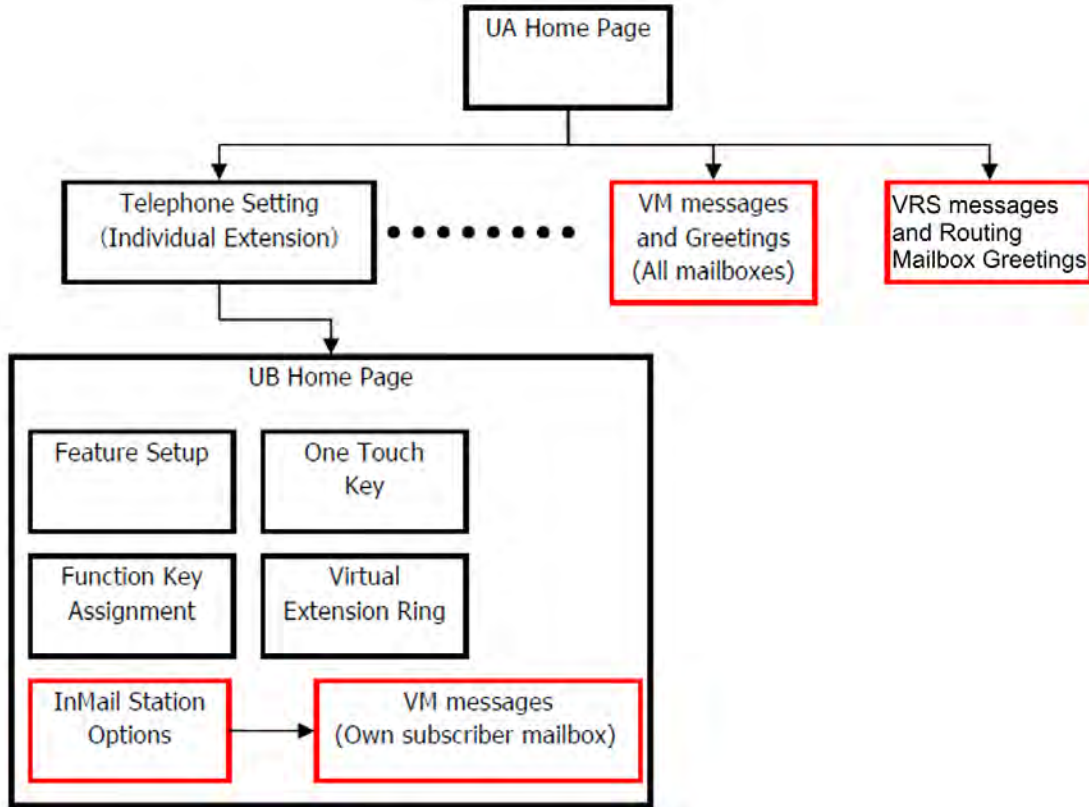 UA Home Page
Telephone Setting
(Individual Extension)
VM messages
and Greetings
(All mailboxes)
VRS messages
and Routing
Mailbox Greetings
UB Home Page
Feature Setup
One Touch
Key
Function Key
Assignment
Virtual
Extension Ring
InMail Station
Options
VM messages
(Own subscriber mailbox)